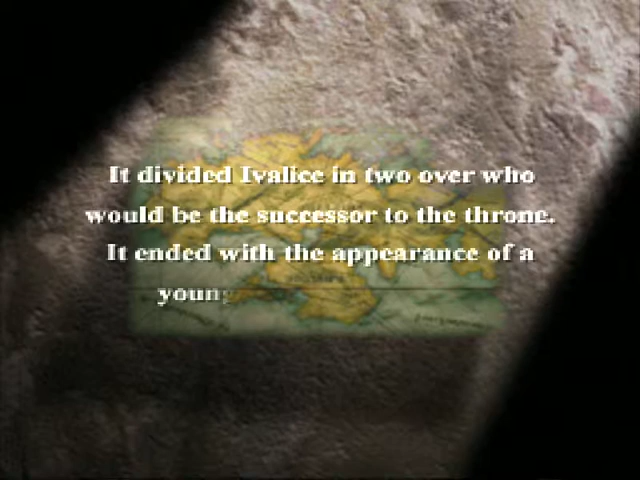 It divided Ivalice in two over who
would be the successor to the throne.
It ended with the appearance of a
young